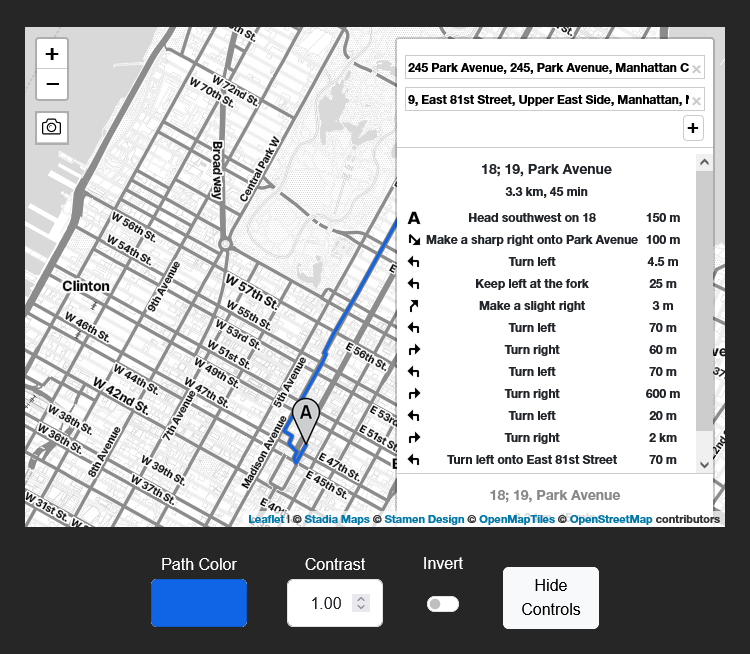 +
−
W 72nd St.
W 70th St.
Broadway
Central Park W
W 56th St.
W 54th St.
Clinton
9th Avenue
W 57th St.
W 55th St.
W 53rd St.
W 51st St.
W 49th St.
W 47th St.
W 46th St.
W 44th St.
W 42nd St.
W 38th St.
W 36th St.
8th Avenue
7th Avenue
W 39th St.
W 37th St.
W 31st St.
5th Avenue
Madison Avenue
E 56th St.
E 51st St.
E 47th St.
E 45th St.
A
245 Park Avenue, 245, Park Avenue, Manhattan C ×
9, East 81st Street, Upper East Side, Manhattan, ×
+
18; 19, Park Avenue
3.3 km, 45 min
A Head southwest on 18 150 m
Make a sharp right onto Park Avenue 100 m
Turn left 4.5 m
Keep left at the fork 25 m
Make a slight right 3 m
Turn left 70 m
Turn right 60 m
Turn left 70 m
Turn right 600 m
Turn left 20 m
Turn right 2 km
Turn left onto East 81st Street 70 m
18; 19, Park Avenue
Leaflet | © Stadia Maps © Stamen Design © OpenMapTiles © OpenStreetMap contributors
Path Color
Contrast
1.00
Invert
Hide
Controls